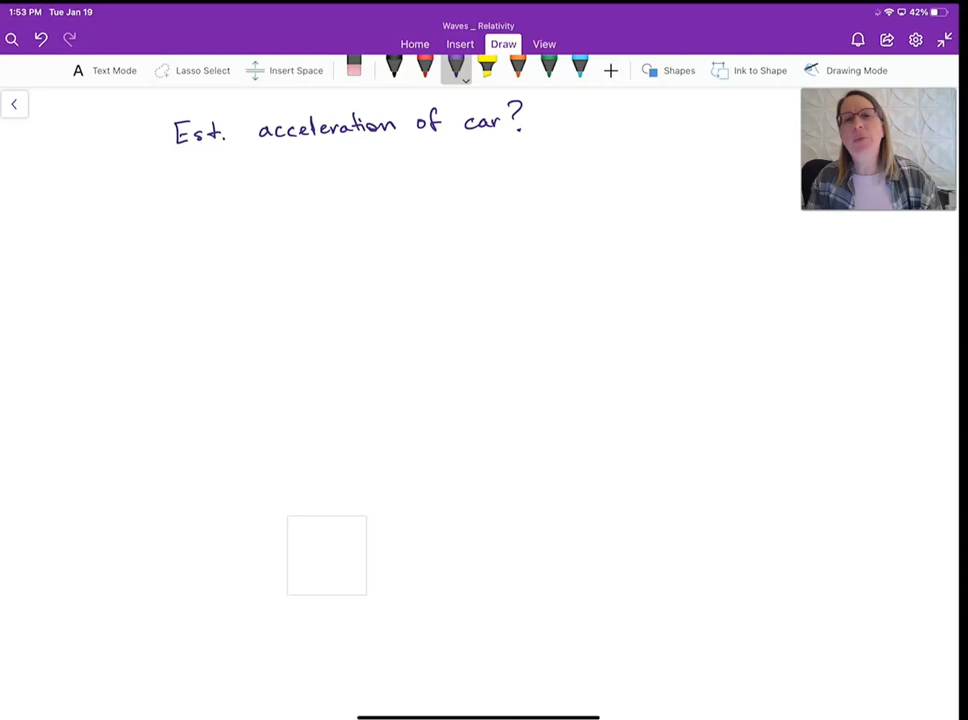 1:53 PM Tue Jan 19
42%
Waves _ Relativity
Home Insert Draw View
A Text Mode Lasso Select Insert Space Shapes Ink to Shape Drawing Mode
Est. acceleration of car?